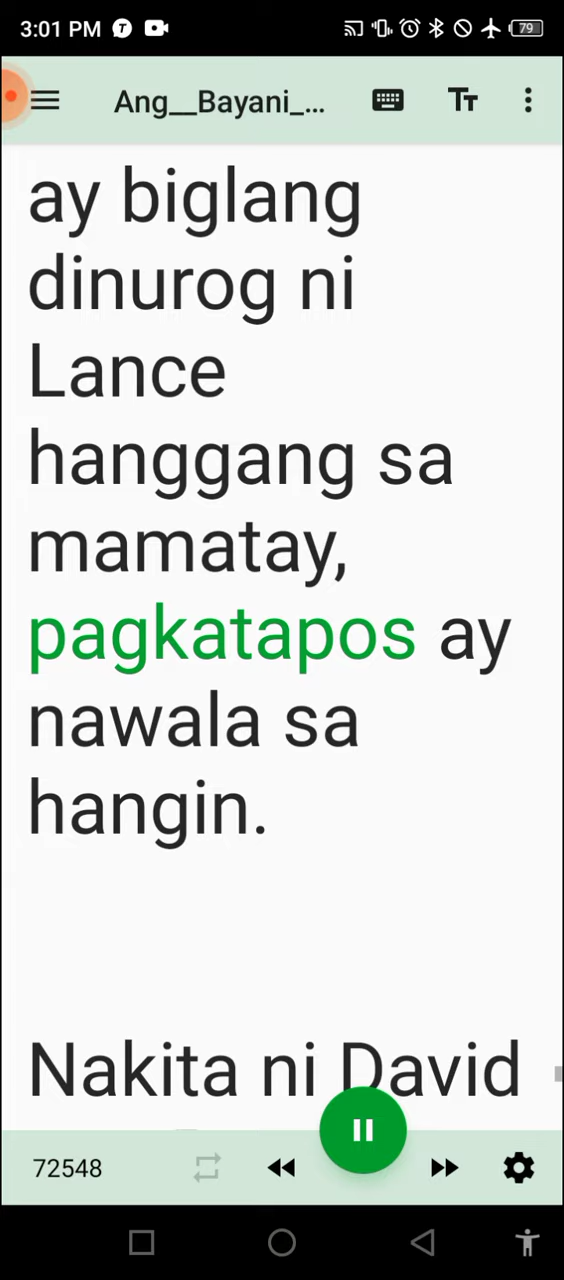 3:01 PM
79
Ang__Bayani_...
Tт
ay biglang
dinurog ni
Lance
hanggang sa
mamatay,
pagkatapos ay
nawala sa
hangin.
Nakita ni David
72548